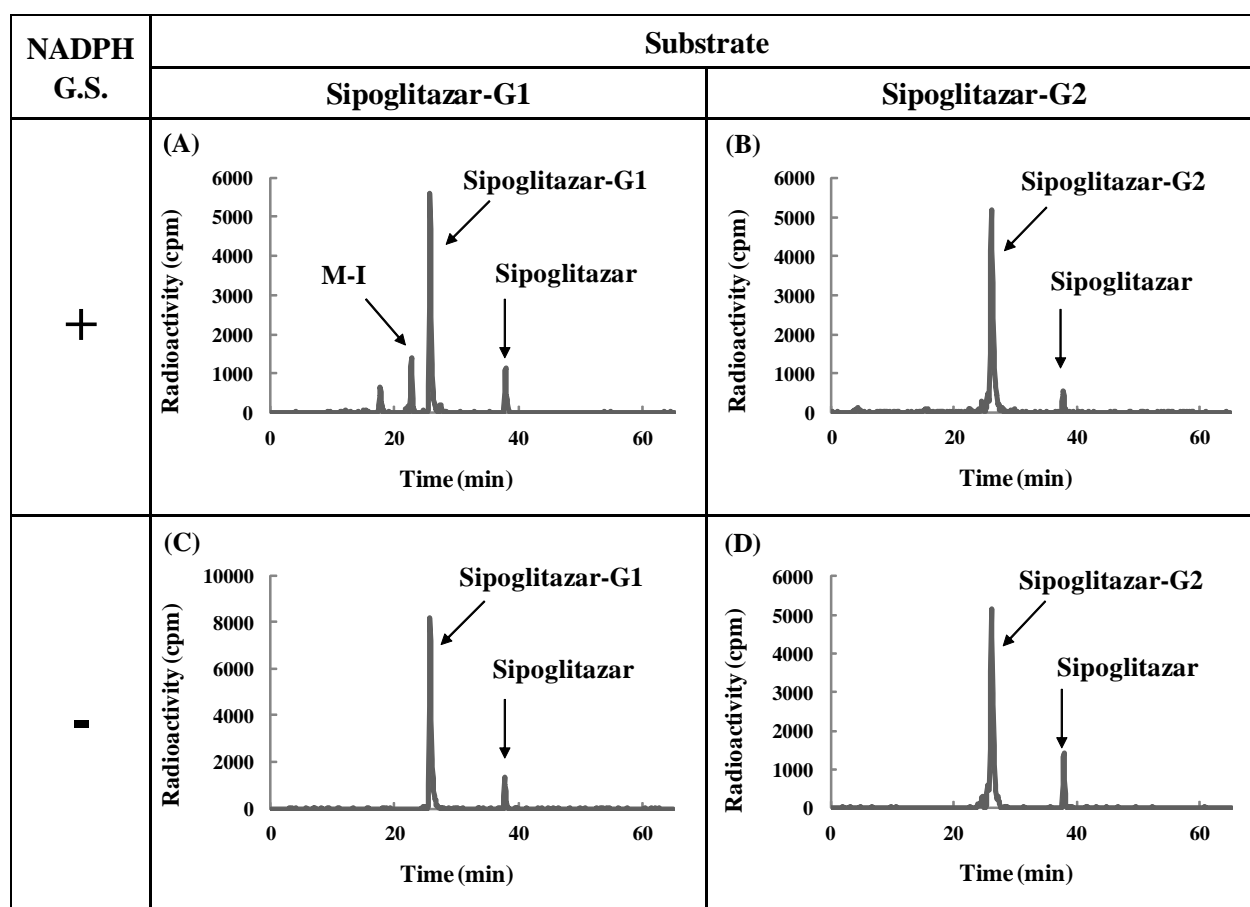 NADPH
G.S.
Substrate
Sipoglitazar-G1
Sipoglitazar-G2
+
(A)
6000
5000
4000
3000
2000
1000
0
Radioactivity (cpm)
Sipoglitazar-G1
M-I
Sipoglitazar
0 20 40 60
Time (min)
(B)
6000
5000
4000
3000
2000
1000
0
Radioactivity (cpm)
Sipoglitazar-G2
Sipoglitazar
0 20 40 60
Time (min)
-
(C)
10000
8000
6000
4000
2000
0
Radioactivity (cpm)
Sipoglitazar-G1
Sipoglitazar
0 20 40 60
Time (min)
(D)
6000
5000
4000
3000
2000
1000
0
Radioactivity (cpm)
Sipoglitazar-G2
Sipoglitazar
0 20 40 60
Time (min)